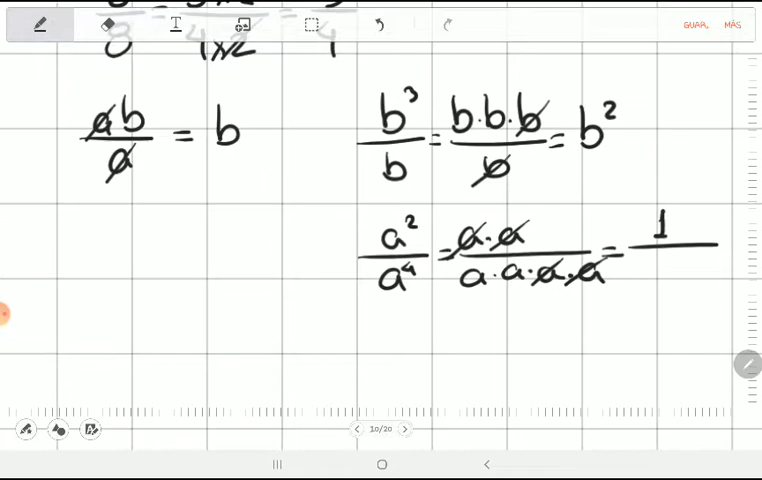 GUAR. MÁS
ab/a = b
b³/b = b·b·b/b = b²
a²/a⁴ = a·a/a·a·a·a = 1
10/20